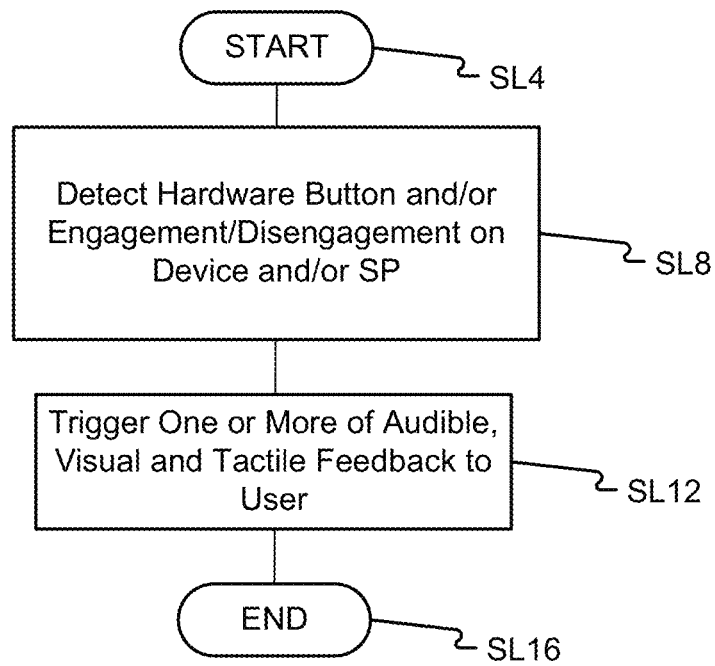 START
SL4
Detect Hardware Button and/or
Engagement/Disengagement on
Device and/or SP
SL8
Trigger One or More of Audible,
Visual and Tactile Feedback to
User
SL12
END
SL16